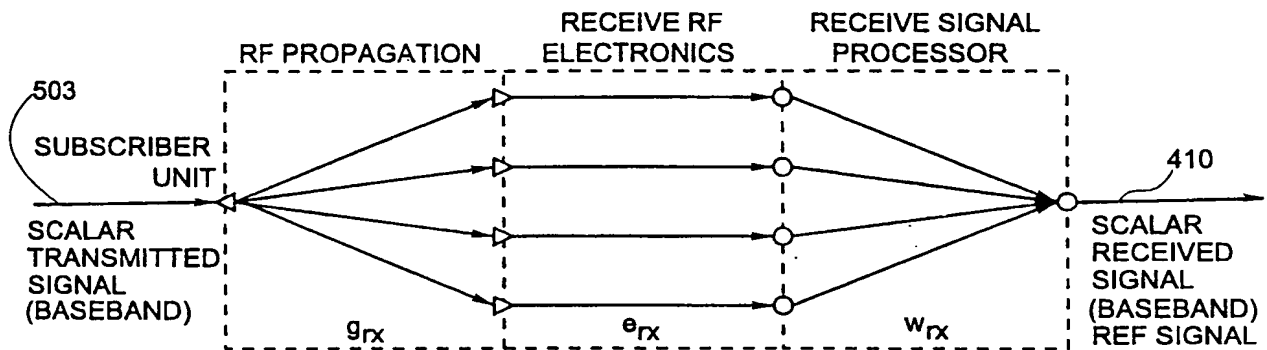 RF PROPAGATION
RECEIVE RF
ELECTRONICS
RECEIVE SIGNAL
PROCESSOR
503
SUBSCRIBER
UNIT
SCALAR
TRANSMITTED
SIGNAL
(BASEBAND)
grx
erx
wrx
410
SCALAR
RECEIVED
SIGNAL
(BASEBAND)
REF SIGNAL